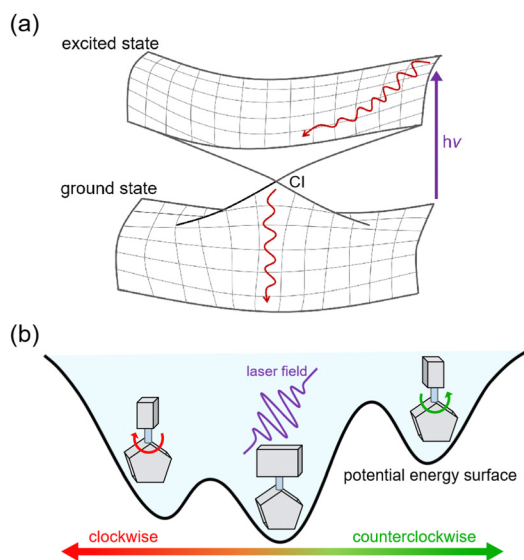 (a)
excited state
hν
CI
ground state
(b)
laser field
potential energy surface
clockwise
counterclockwise